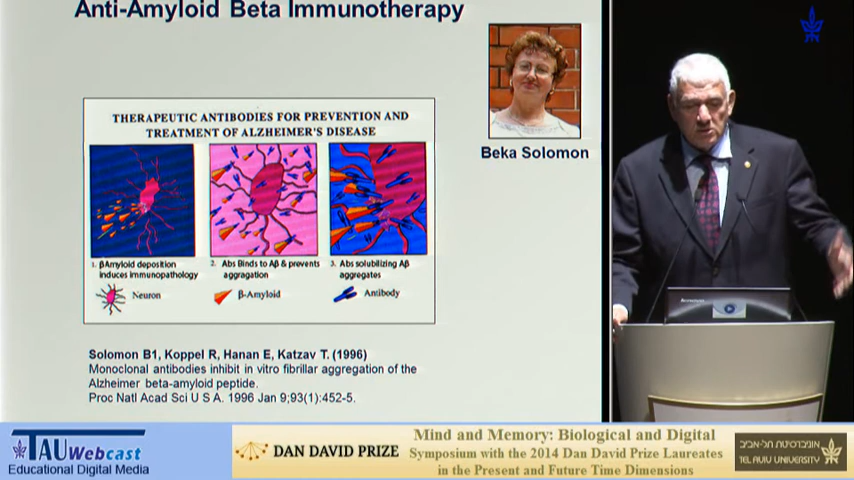 Anti-Amyloid Beta Immunotherapy
THERAPEUTIC ANTIBODIES FOR PREVENTION AND
TREATMENT OF ALZHEIMER'S DISEASE
Beka Solomon
1. βAmyloid deposition
induces immunopathology
2. Abs Binds to Aβ & prevents
aggragation
3. Abs solubilizing Aβ
aggregates
Neuron
β-Amyloid
Antibody
Solomon B1, Koppel R, Hanan E, Katzav T. (1996)
Monoclonal antibodies inhibit in vitro fibrillar aggregation of the
Alzheimer beta-amyloid peptide.
Proc Natl Acad Sci U S A. 1996 Jan 9;93(1):452-5.
TAU Webcast
Educational Digital Media
DAN DAVID PRIZE
Mind and Memory: Biological and Digital
Symposium with the 2014 Dan David Prize Laureates
in the Present and Future Time Dimensions
אוניברסיטת תל-אביב
TEL AVIV UNIVERSITY